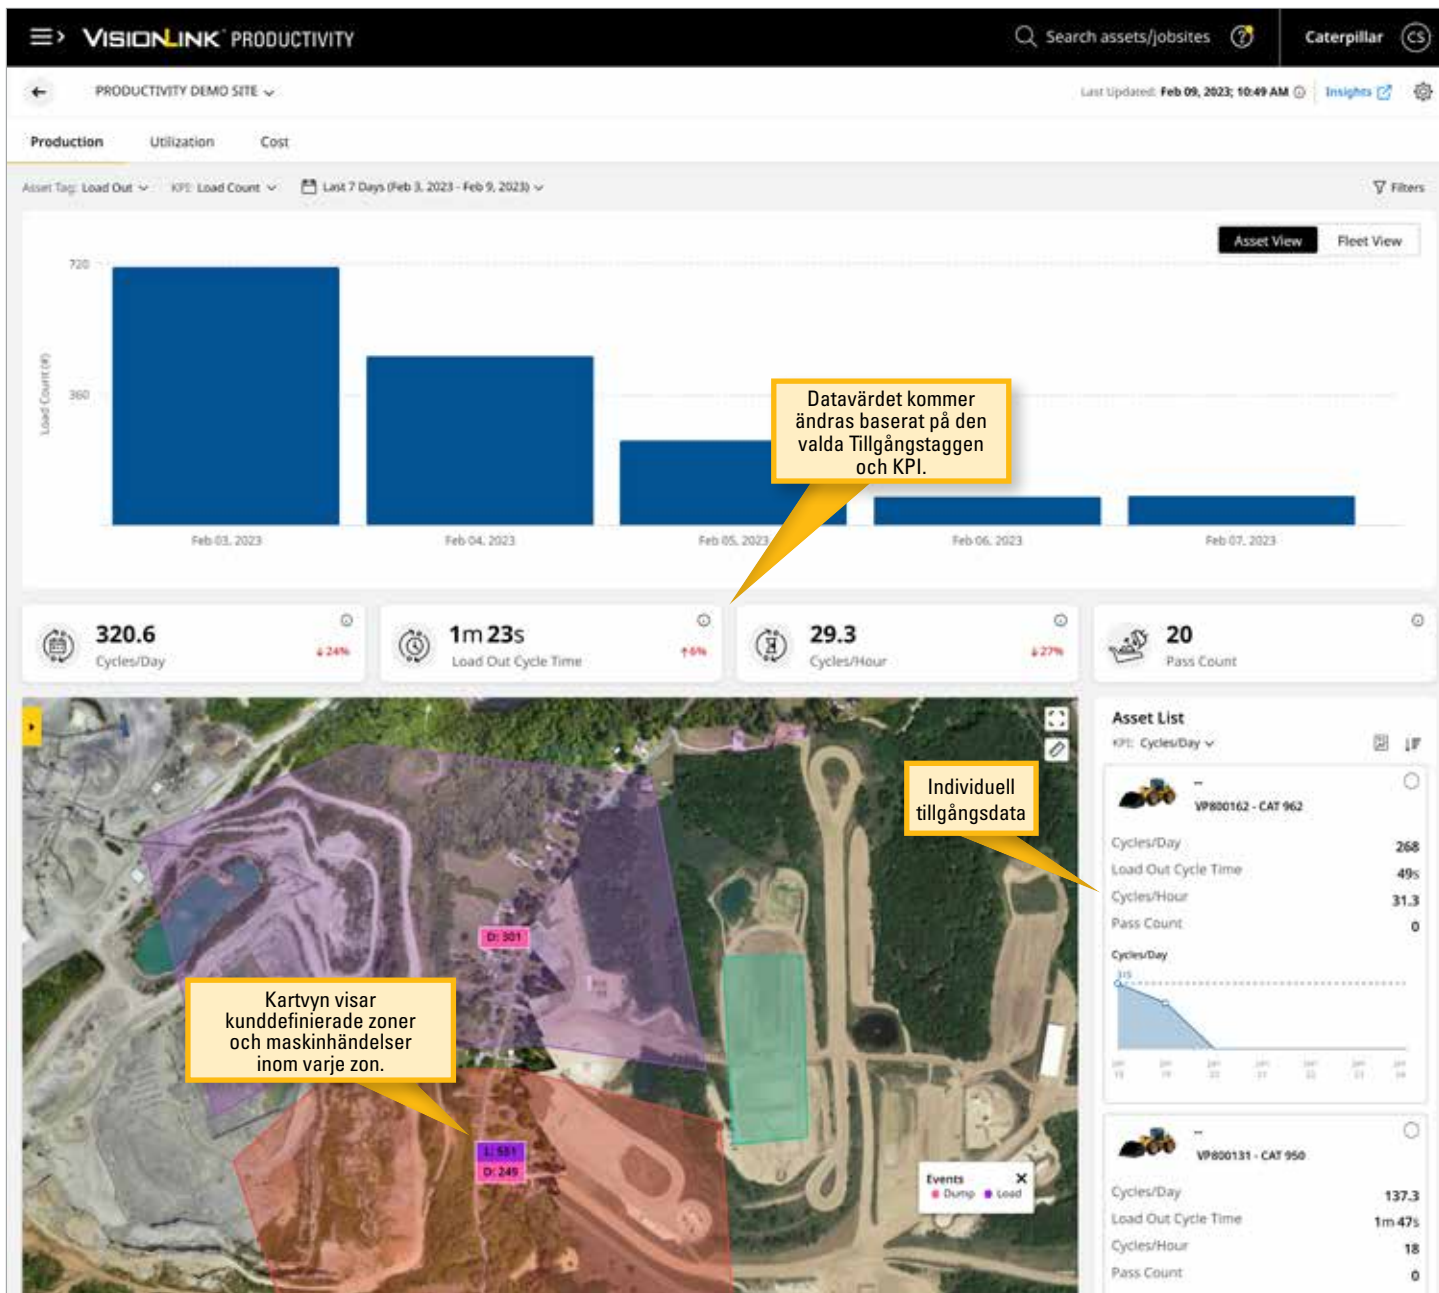 VISIONLINK PRODUCTIVITY
Search assets/jobsites
Caterpillar
CS
PRODUCTIVITY DEMO SITE
Last Updated: Feb 09, 2023; 10:49 AM
Insights
Production
Utilization
Cost
Asset Tag: Load Out
KPI: Load Count
Last 7 Days (Feb 3, 2023 - Feb 9, 2023)
Filters
Asset View
Fleet View
720
360
Load Count (#)
Feb 03, 2023
Feb 04, 2023
Feb 05, 2023
Feb 06, 2023
Feb 07, 2023
Datavärdet kommer
ändras baserat på den
valda Tillgångstaggen
och KPI.
320.6
Cycles/Day
↓24%
1m 23s
Load Out Cycle Time
↑6%
29.3
Cycles/Hour
↓27%
20
Pass Count
D: 301
Kartvyn visar
kunddefinierade zoner
och maskinhändelser
inom varje zon.
L: 551
D: 249
Events
Dump
Load
Individuell
tillgångsdata
Asset List
KPI: Cycles/Day
--
VP800162 - CAT 962
Cycles/Day
268
Load Out Cycle Time
49s
Cycles/Hour
31.3
Pass Count
0
Cycles/Day
315
--
VP800131 - CAT 950
Cycles/Day
137.3
Load Out Cycle Time
1m 47s
Cycles/Hour
18
Pass Count
0